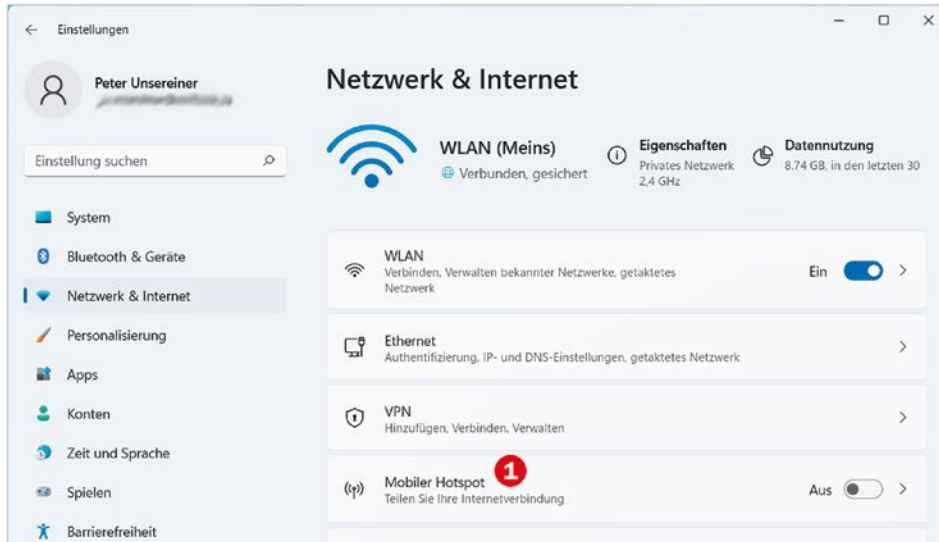 Einstellungen
Peter Unsereiner
Einstellung suchen
System
Bluetooth & Geräte
Netzwerk & Internet
Personalisierung
Apps
Konten
Zeit und Sprache
Spielen
Barrierefreiheit
Netzwerk & Internet
WLAN (Meins)
Verbunden, gesichert
Eigenschaften
Privates Netzwerk
2,4 GHz
Datennutzung
8.74 GB, in den letzten 30
WLAN
Verbinden, Verwalten bekannter Netzwerke, getaktetes
Netzwerk
Ein
Ethernet
Authentifizierung, IP- und DNS-Einstellungen, getaktetes Netzwerk
VPN
Hinzufügen, Verbinden, Verwalten
Mobiler Hotspot
1
Teilen Sie Ihre Internetverbindung
Aus